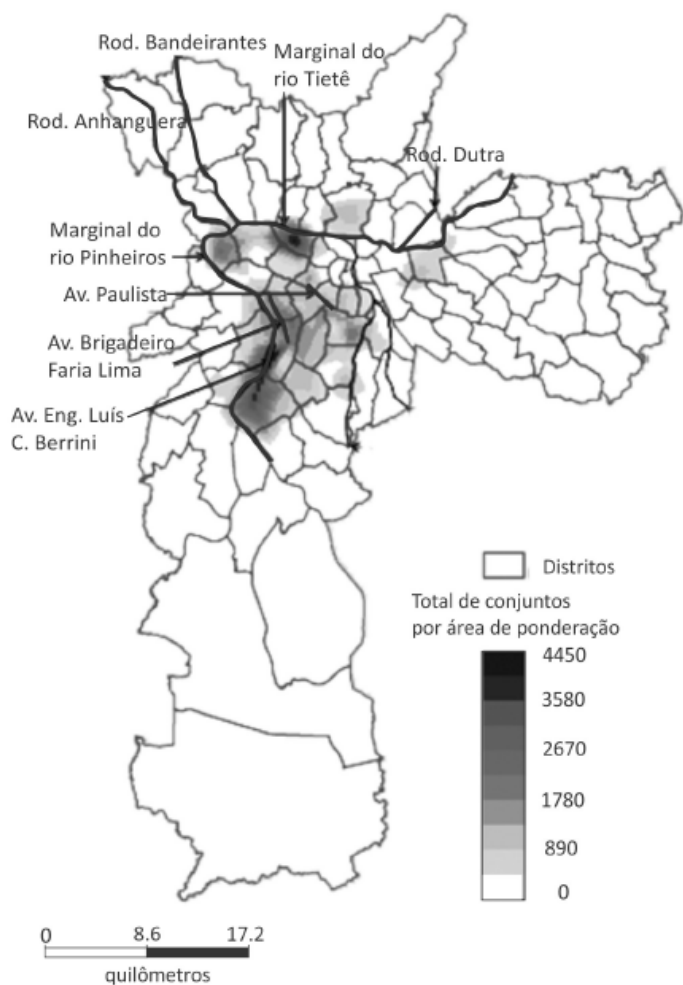 Rod. Bandeirantes
Marginal do
rio Tietê
Rod. Anhanguera
Rod. Dutra
Marginal do
rio Pinheiros
Av. Paulista
Av. Brigadeiro
Faria Lima
Av. Eng. Luís
C. Berrini
Distritos
Total de conjuntos
por área de ponderação
4450
3580
2670
1780
890
0
0 8.6 17.2
quilômetros